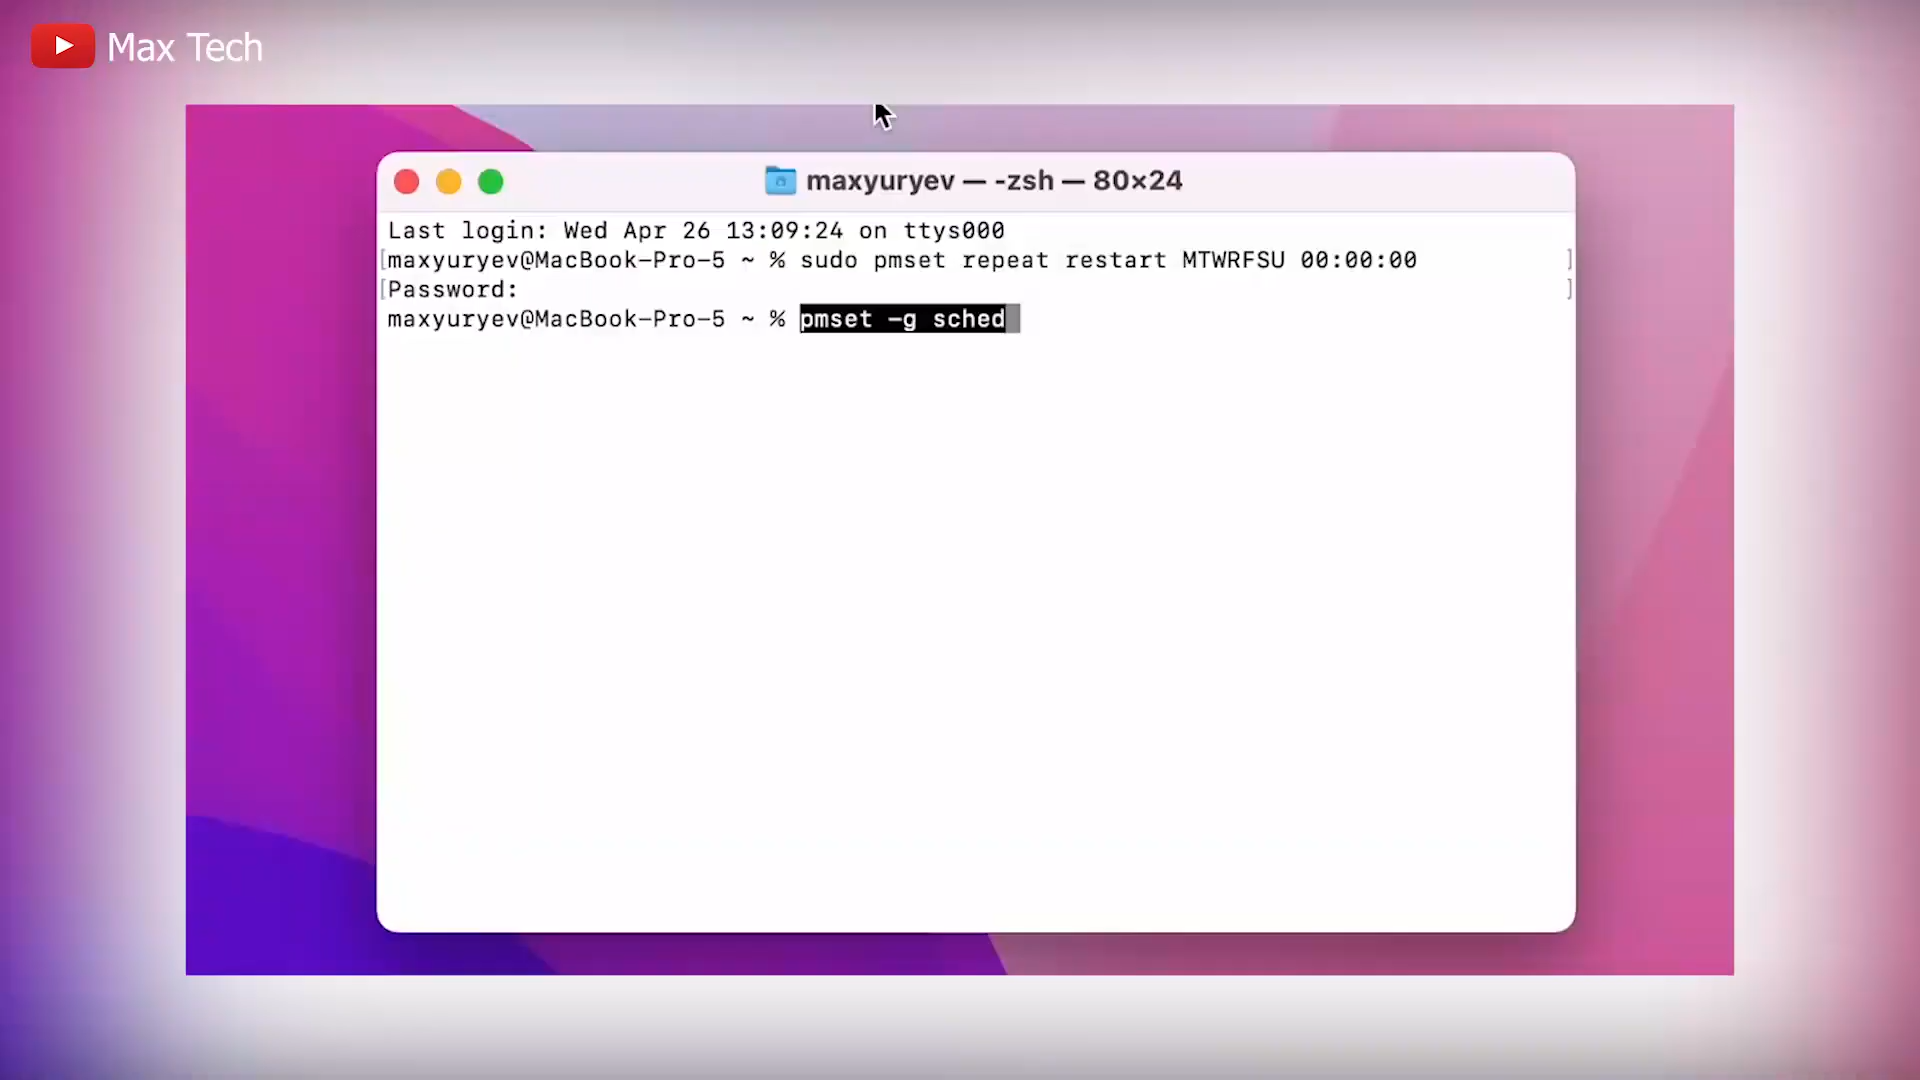 Max Tech
maxyuryev — -zsh — 80×24
Last login: Wed Apr 26 13:09:24 on ttys000
[maxyuryev@MacBook-Pro-5 ~ % sudo pmset repeat restart MTWRFSU 00:00:00 ]
[Password: ]
maxyuryev@MacBook-Pro-5 ~ % pmset -g sched